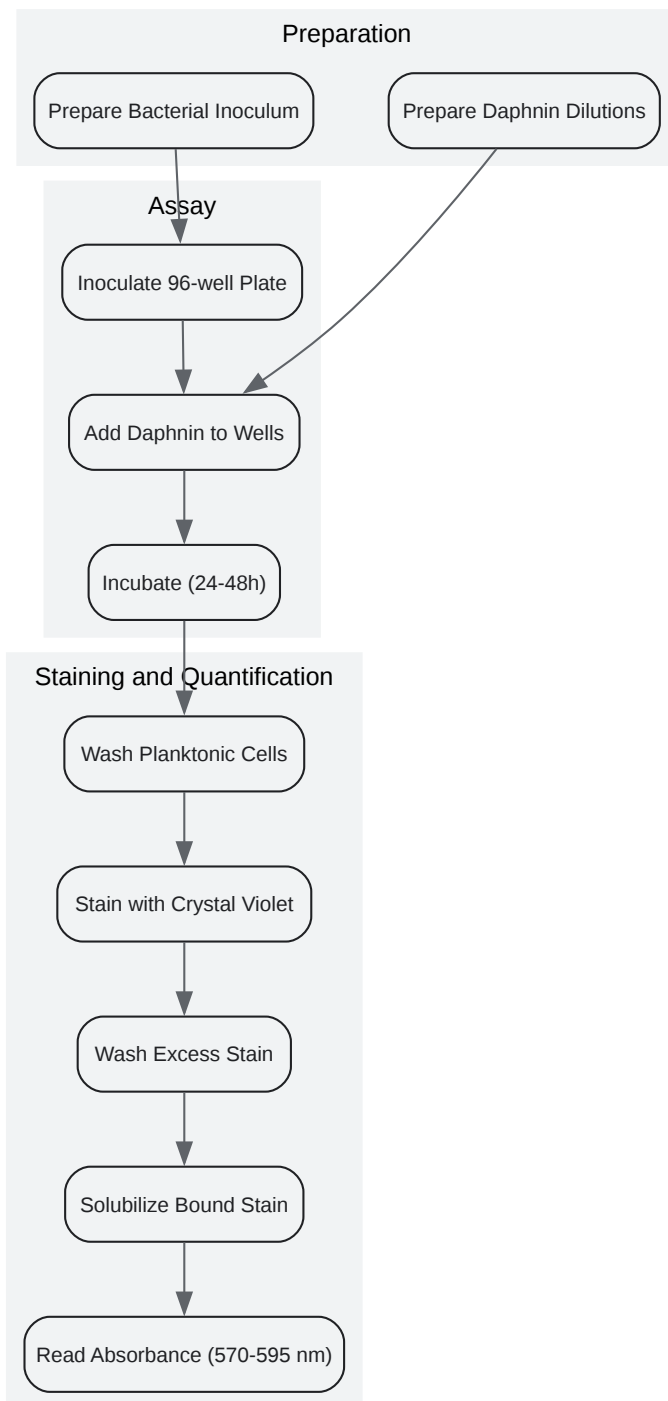 Preparation
Prepare Bacterial Inoculum
Prepare Daphnin Dilutions
Assay
Inoculate 96-well Plate
Add Daphnin to Wells
Incubate (24-48h)
Staining and Quantification
Wash Planktonic Cells
Stain with Crystal Violet
Wash Excess Stain
Solubilize Bound Stain
Read Absorbance (570-595 nm)